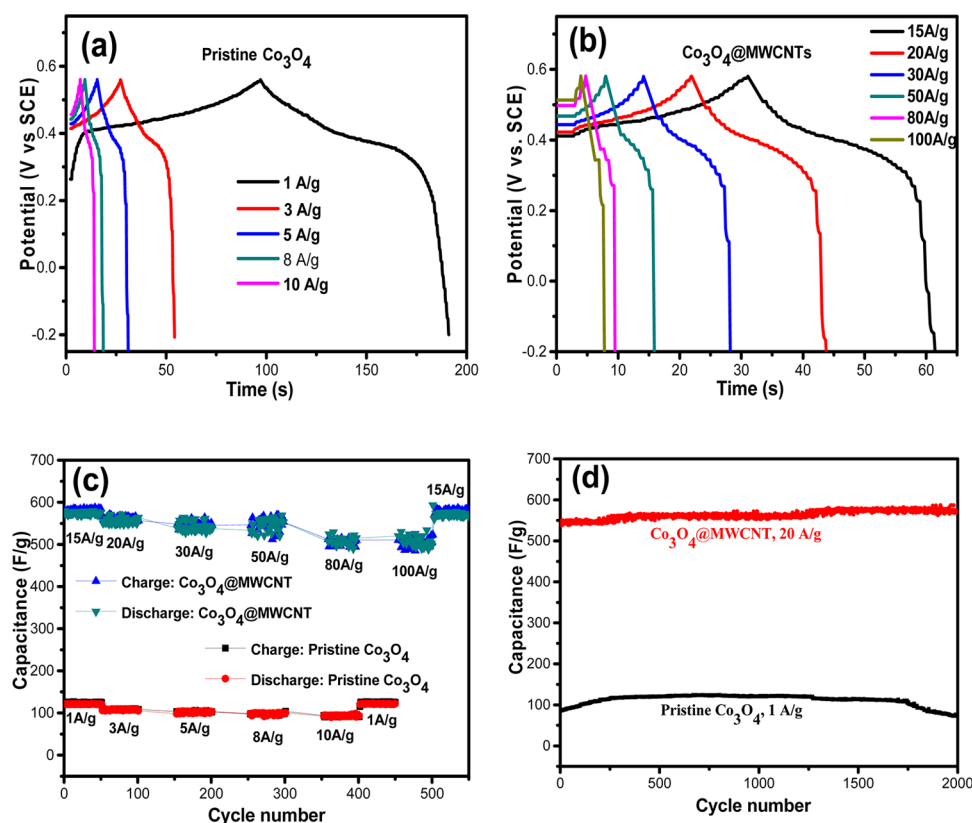 (a)
Pristine Co3O4
Potential (V vs SCE)
0.6
0.4
0.2
0.0
-0.2
1 A/g
3 A/g
5 A/g
8 A/g
10 A/g
0 50 100 150 200
Time (s)
(b)
Co3O4@MWCNTs
Potential (V vs. SCE)
0.6
0.4
0.2
0.0
-0.2
15A/g
20A/g
30A/g
50A/g
80A/g
100A/g
0 10 20 30 40 50 60
Time (s)
(c)
Capacitance (F/g)
700
600
500
400
300
200
100
0
15A/g
15A/g
20A/g
30A/g
50A/g
80A/g
100A/g
Charge: Co3O4@MWCNT
Discharge: Co3O4@MWCNT
Charge: Pristine Co3O4
Discharge: Pristine Co3O4
1A/g
3A/g
5A/g
8A/g
10A/g
1A/g
0 100 200 300 400 500
Cycle number
(d)
Capacitance (F/g)
700
600
500
400
300
200
100
0
Co3O4@MWCNT, 20 A/g
Pristine Co3O4, 1 A/g
0 500 1000 1500 2000
Cycle number